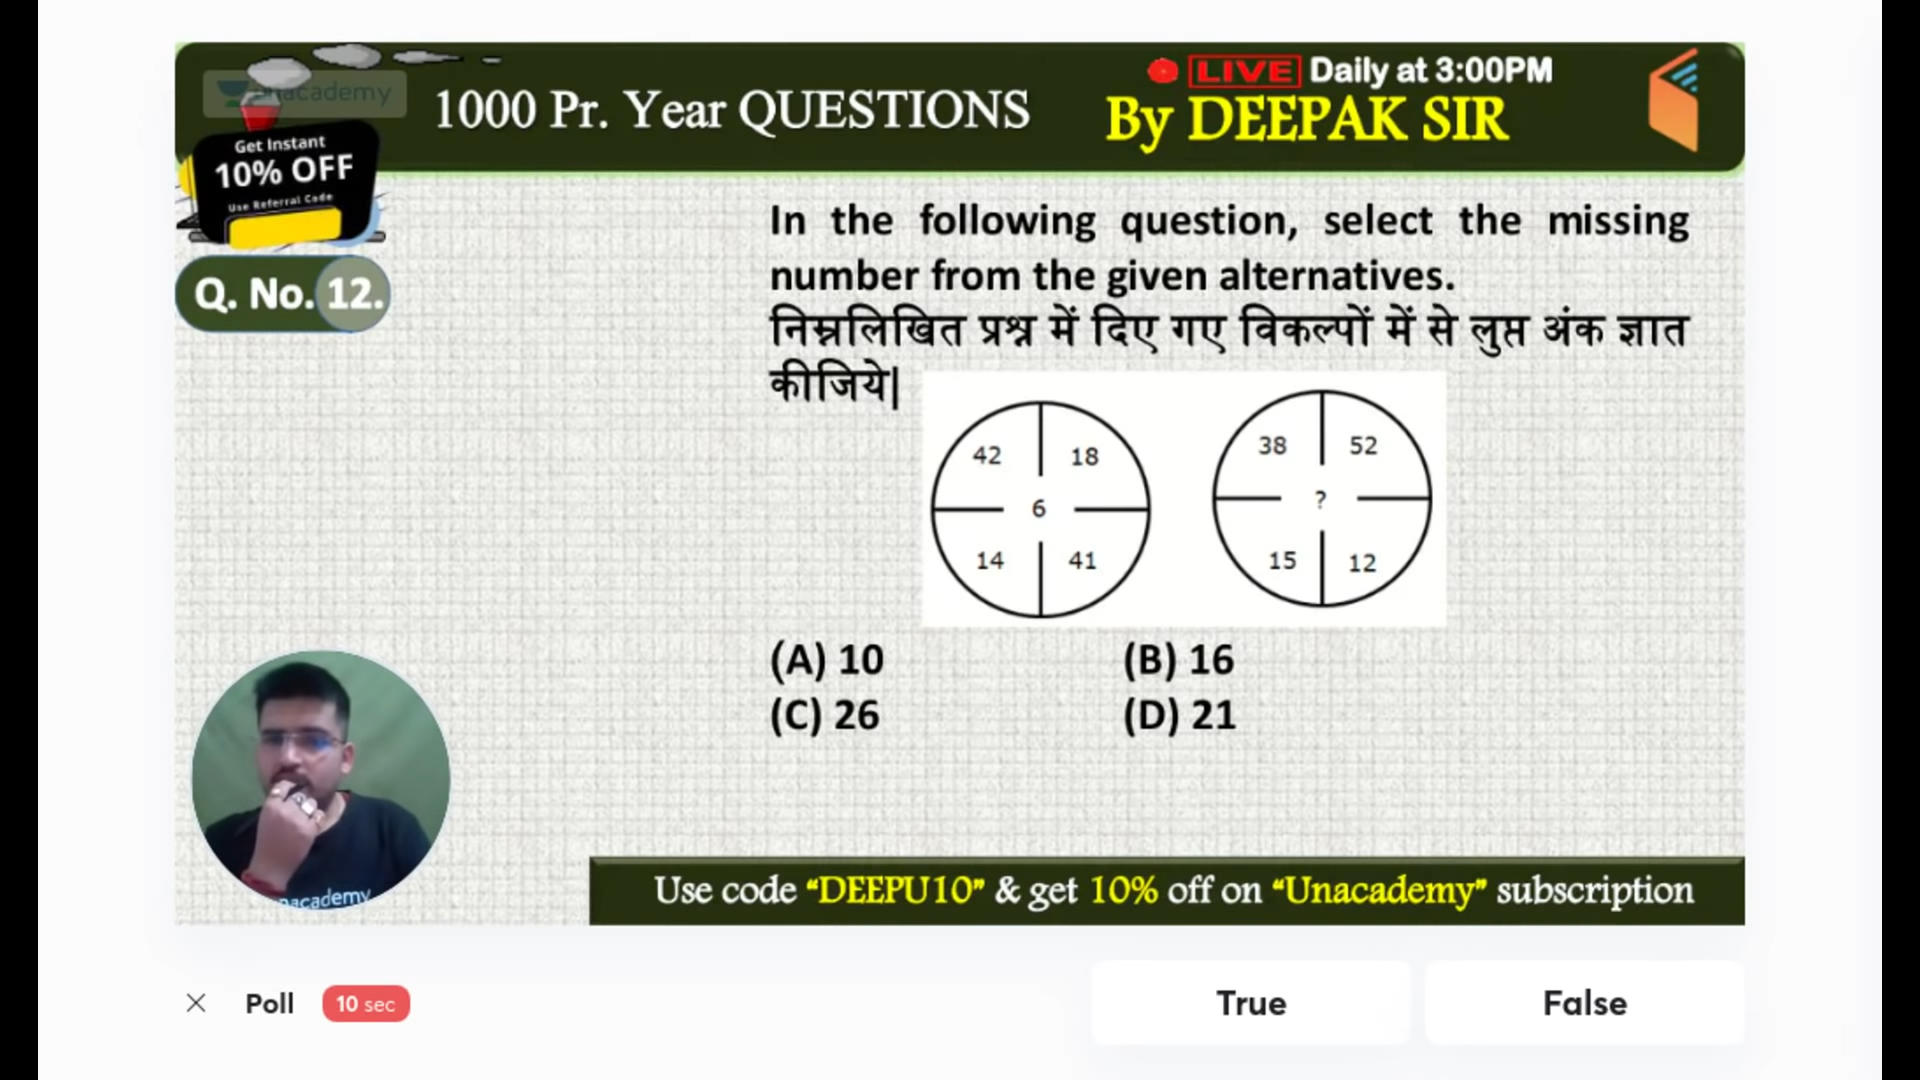 LIVE Daily at 3:00PM
unacademy
1000 Pr. Year QUESTIONS
By DEEPAK SIR
Get Instant
10% OFF
Use Referral Code
Q. No. 12.
In the following question, select the missing
number from the given alternatives.
निम्नलिखित प्रश्न में दिए गए विकल्पों में से लुप्त अंक ज्ञात
कीजिये|
42 18
6
14 41
38 52
?
15 12
(A) 10 (B) 16
(C) 26 (D) 21
nacademy
Use code “DEEPU10” & get 10% off on “Unacademy” subscription
Poll 10 sec True False